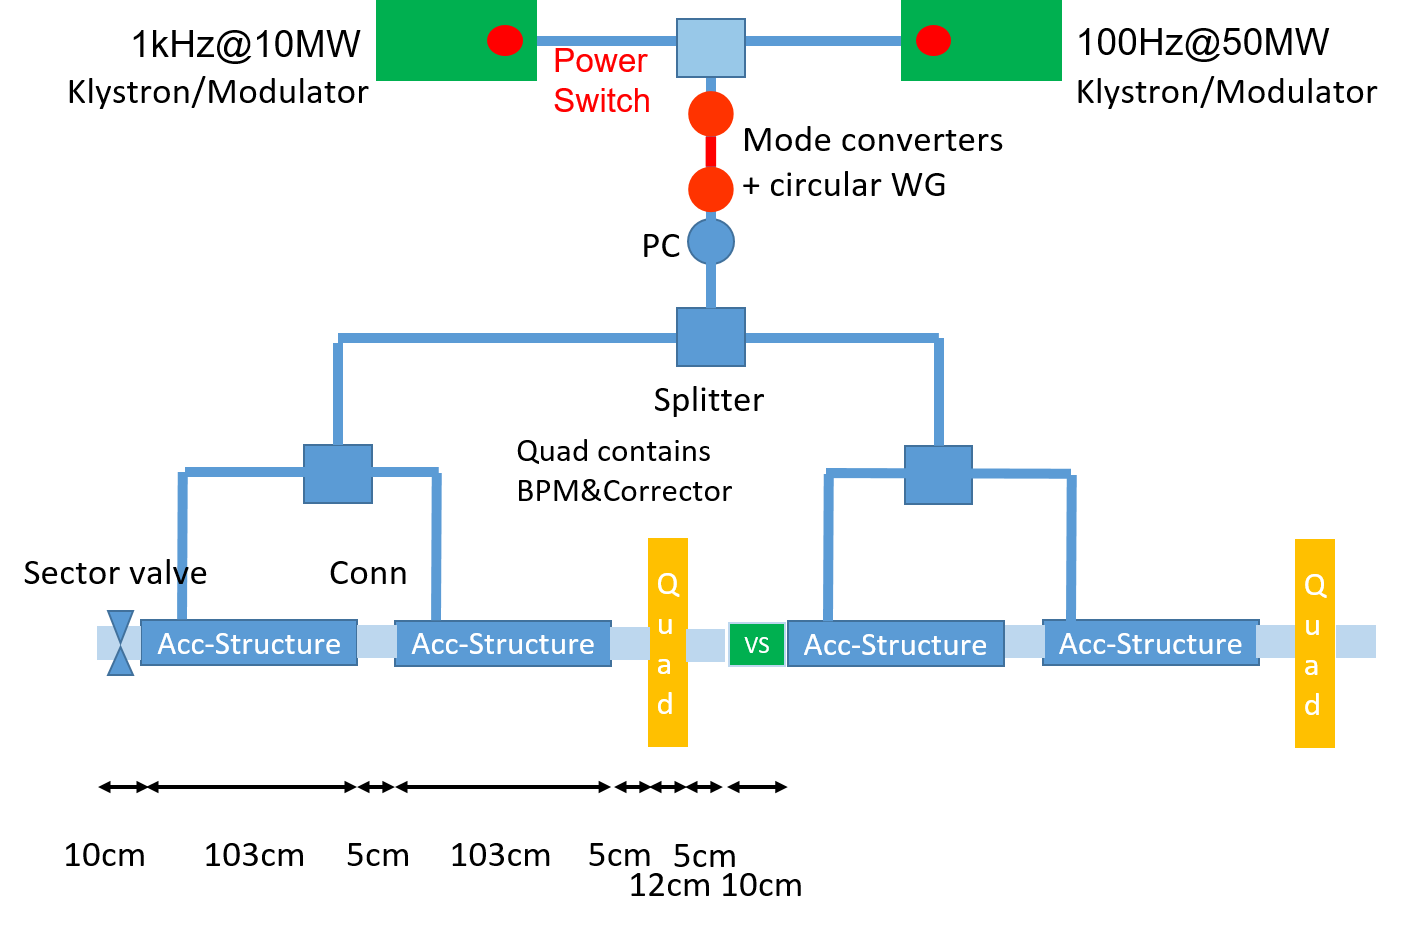 1kHz@10MW
Klystron/Modulator
Power
Switch
100Hz@50MW
Klystron/Modulator
Mode converters
+ circular WG
PC
Splitter
Quad contains
BPM&Corrector
Sector valve
Conn
Acc-Structure
Acc-Structure
Quad
VS
Acc-Structure
Acc-Structure
Quad
10cm
103cm
5cm
103cm
5cm
12cm
5cm
10cm